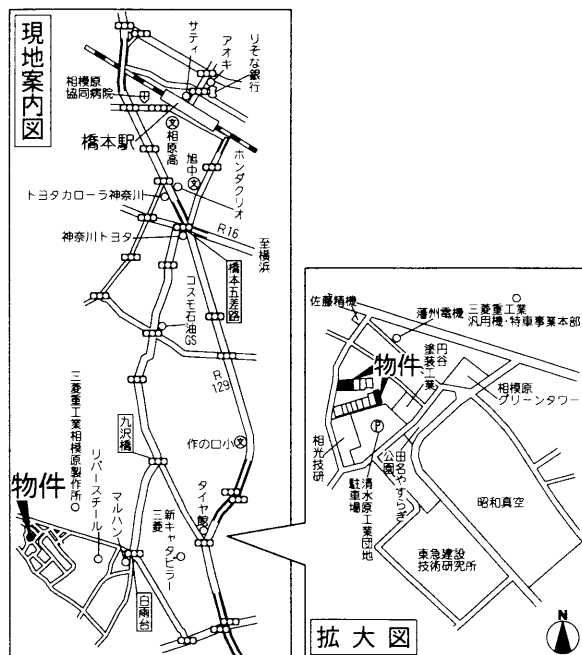 現地案内図
サティ
アオキ
りそな銀行
相模原
協同病院
橋本駅
相原高
旭中
ホンダクリオ
トヨタカローラ神奈川
神奈川トヨタ
R16
至横浜
橋本五差路
コスモ石油GS
R
129
九沢橋
作の口小
三菱重工業相模原製作所
リバースチール
マルハン
新キャタピラー
三菱
タイヤ館
物件
白雨台
佐藤精機
藩州電機
三菱重工業
汎用機・特車事業本部
円谷
塗装工業
物件
相模原
グリーンタワー
相光技研
P
田名やすらぎ
公園
清水原工業団地
駐車場
昭和真空
東急建設
技術研究所
拡大図
N